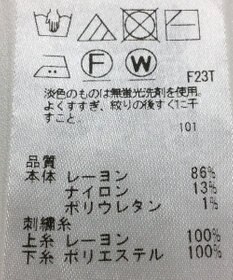 F
W
F23T
淡色のものは無蛍光洗剤を使用。
よくすすぎ、絞りの後すぐに干
すこと。
101
品質
本体 レーヨン 86%
ナイロン 13%
ポリウレタン 1%
刺繍糸
上糸 レーヨン 100%
下糸 ポリエステル 100%